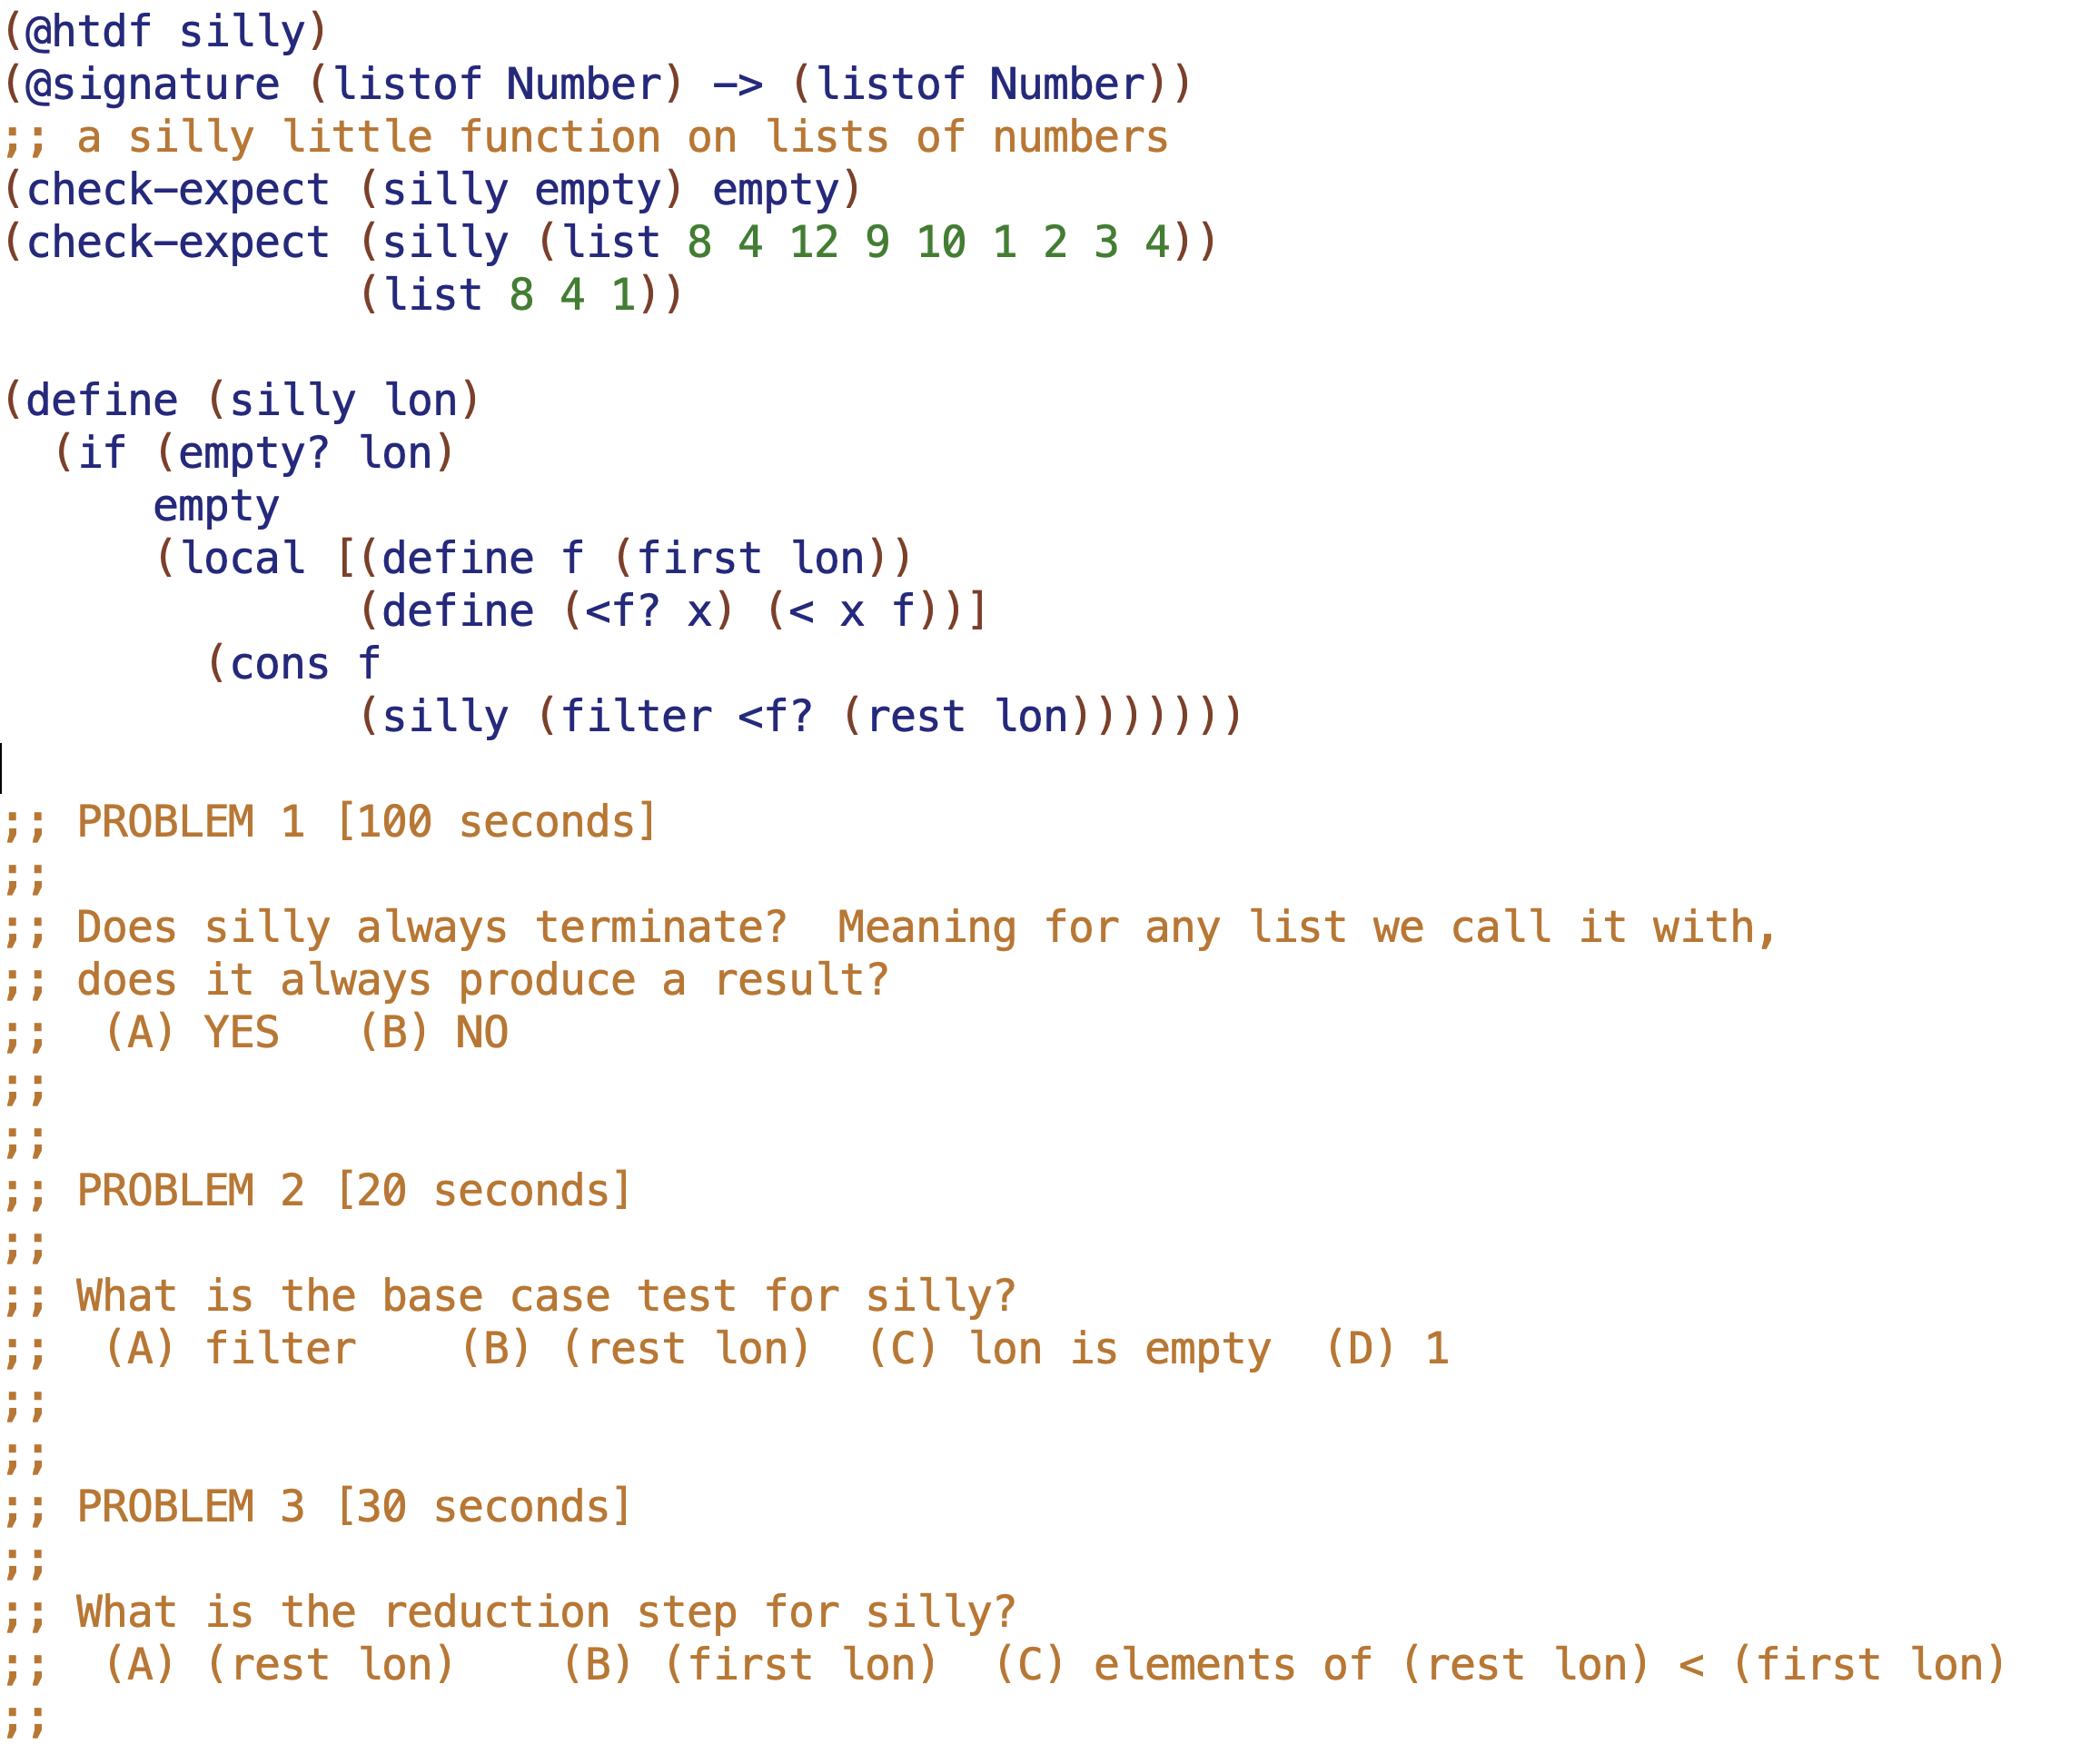 (@htdf silly)
(@signature (listof Number) -> (listof Number))
;; a silly little function on lists of numbers
(check-expect (silly empty) empty)
(check-expect (silly (list 8 4 12 9 10 1 2 3 4))
              (list 8 4 1))

(define (silly lon)
  (if (empty? lon)
      empty
      (local [(define f (first lon))
              (define (<f? x) (< x f))]
        (cons f
              (silly (filter <f? (rest lon)))))))

;; PROBLEM 1 [100 seconds]
;;
;; Does silly always terminate?  Meaning for any list we call it with,
;; does it always produce a result?
;;  (A) YES   (B) NO
;;
;;
;; PROBLEM 2 [20 seconds]
;;
;; What is the base case test for silly?
;;  (A) filter    (B) (rest lon)  (C) lon is empty  (D) 1
;;
;;
;; PROBLEM 3 [30 seconds]
;;
;; What is the reduction step for silly?
;;  (A) (rest lon)    (B) (first lon)  (C) elements of (rest lon) < (first lon)
;;